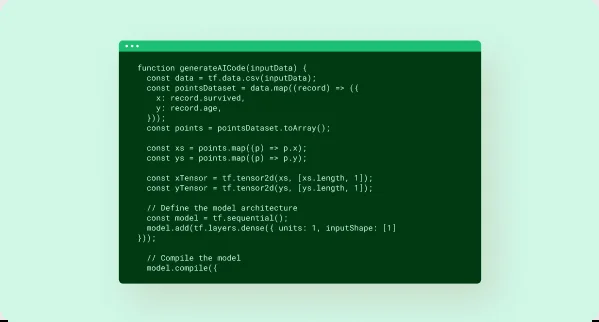 function generateAICode(inputData) {
const data = tf.data.csv(inputData);
const pointsDataset = data.map((record) => ({
x: record.survived,
y: record.age,
}));
const points = pointsDataset.toArray();
const xs = points.map((p) => p.x);
const ys = points.map((p) => p.y);
const xTensor = tf.tensor2d(xs, [xs.length, 1]);
const yTensor = tf.tensor2d(ys, [ys.length, 1]);
// Define the model architecture
const model = tf.sequential();
model.add(tf.layers.dense({ units: 1, inputShape: [1]
}));
// Compile the model
model.compile({